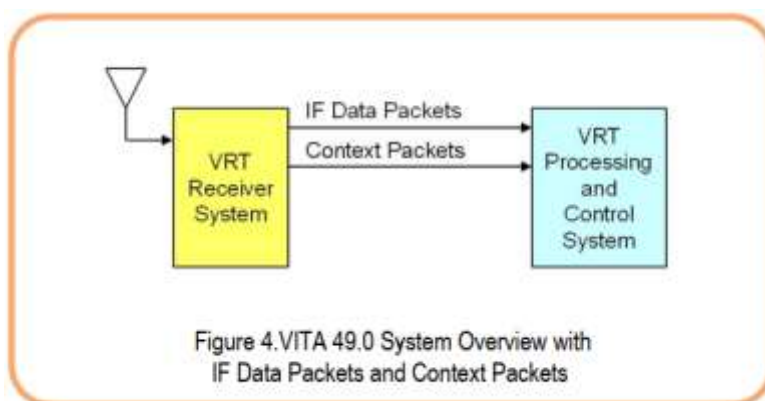 IF Data Packets
Context Packets
VRT
Receiver
System
VRT
Processing
and
Control
System
Figure 4.VITA 49.0 System Overview with
IF Data Packets and Context Packets